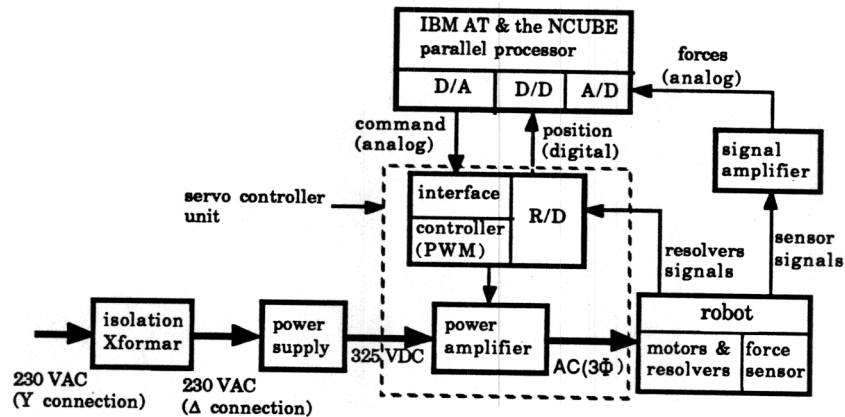 IBM AT & the NCUBE
parallel processor
D/A
D/D
A/D
forces
(analog)
command
(analog)
position
(digital)
signal
amplifier
servo controller
unit
interface
controller
(PWM)
R/D
resolvers
signals
sensor
signals
isolation
Xformar
power
supply
325 VDC
power
amplifier
AC(3Φ)
robot
motors &
resolvers
force
sensor
230 VAC
(Y connection)
230 VAC
(Δ connection)